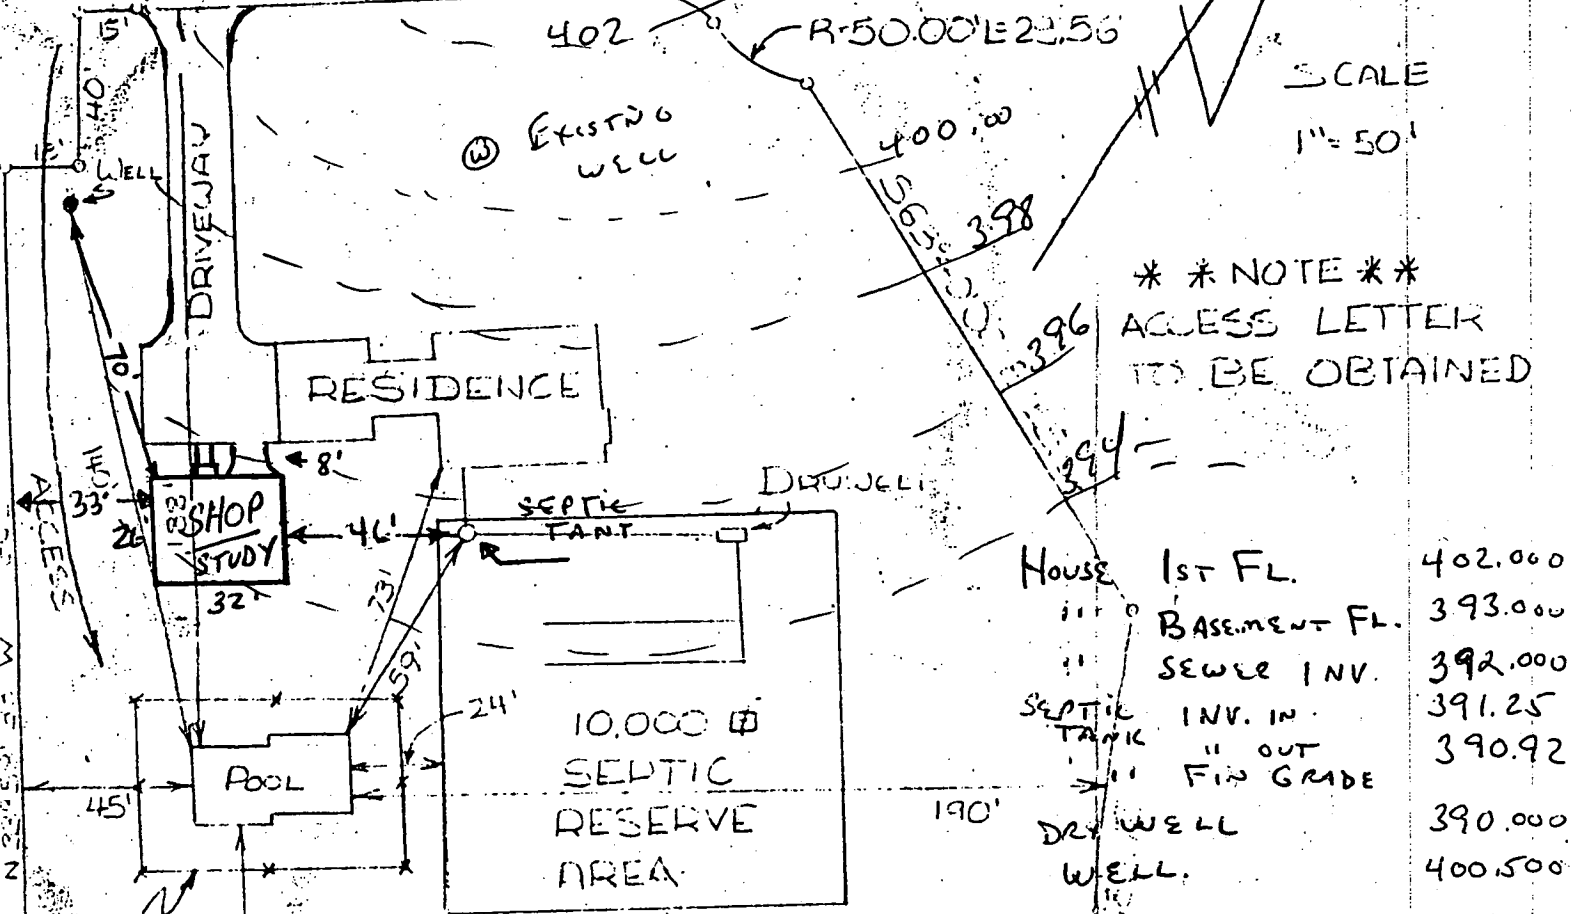 15'
402
R-50.00' L=23.56'
SCALE
1"=50'
40'
EXISTNG
WELL
W
400.00
WELL
DRIVEWAY
398
* * NOTE * *
ACCESS LETTER
TO BE OBTAINED
396
70'
RESIDENCE
394
8'
ACCESS
33'
SHOP
STUDY
26'
32'
46'
SEPTIC
TANT
DRYWELL
73'
59'
24'
HOUSE 1ST FL. 402.000
" BASEMENT FL. 393.000
" SEWER INV. 392.000
SEPTIC TANK INV. IN 391.25
" OUT 390.92
" FIN GRADE
DRY WELL 390.000
WELL. 400.500
10,000
SEPTIC
RESERVE
AREA
POOL
45'
190'